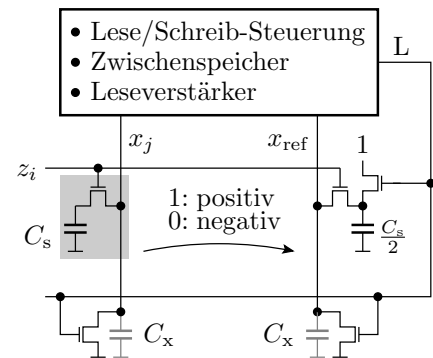 • Lese/Schreib-Steuerung
• Zwischenspeicher
• Leseverstärker
L
x_j
x_ref
1
z_i
1: positiv
0: negativ
C_s
C_s/2
C_x
C_x